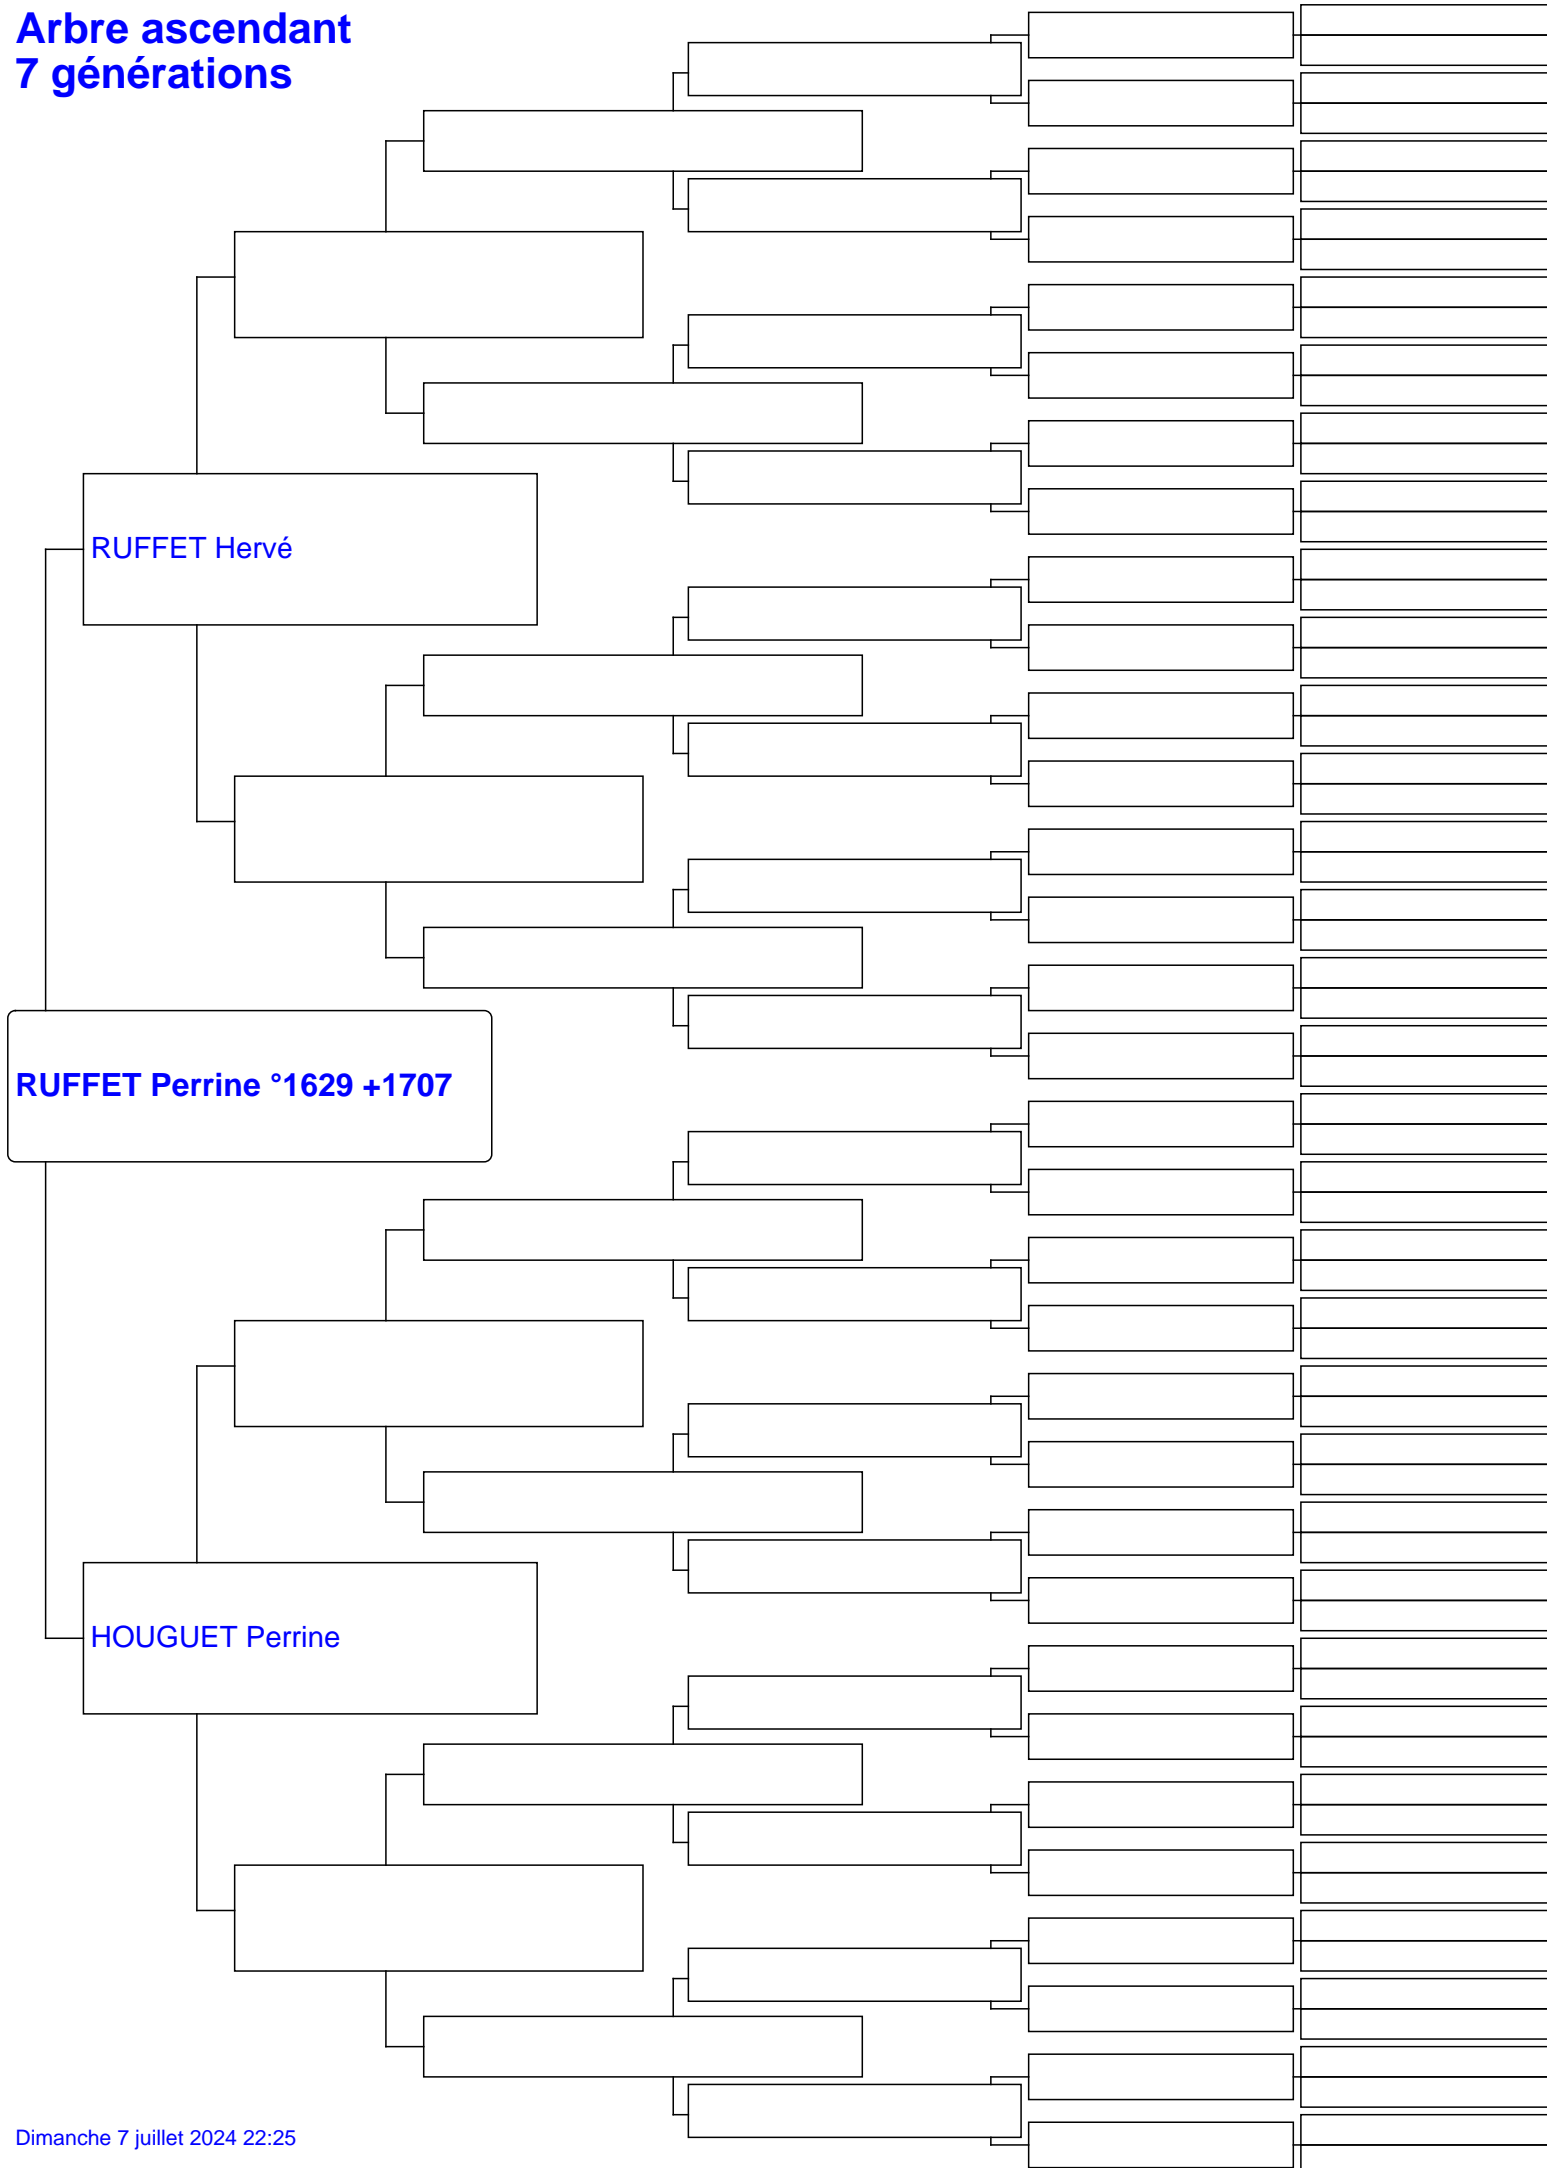 Arbre ascendant
7 générations
RUFFET Hervé
RUFFET Perrine °1629 +1707
HOUGUET Perrine
Dimanche 7 juillet 2024 22:25